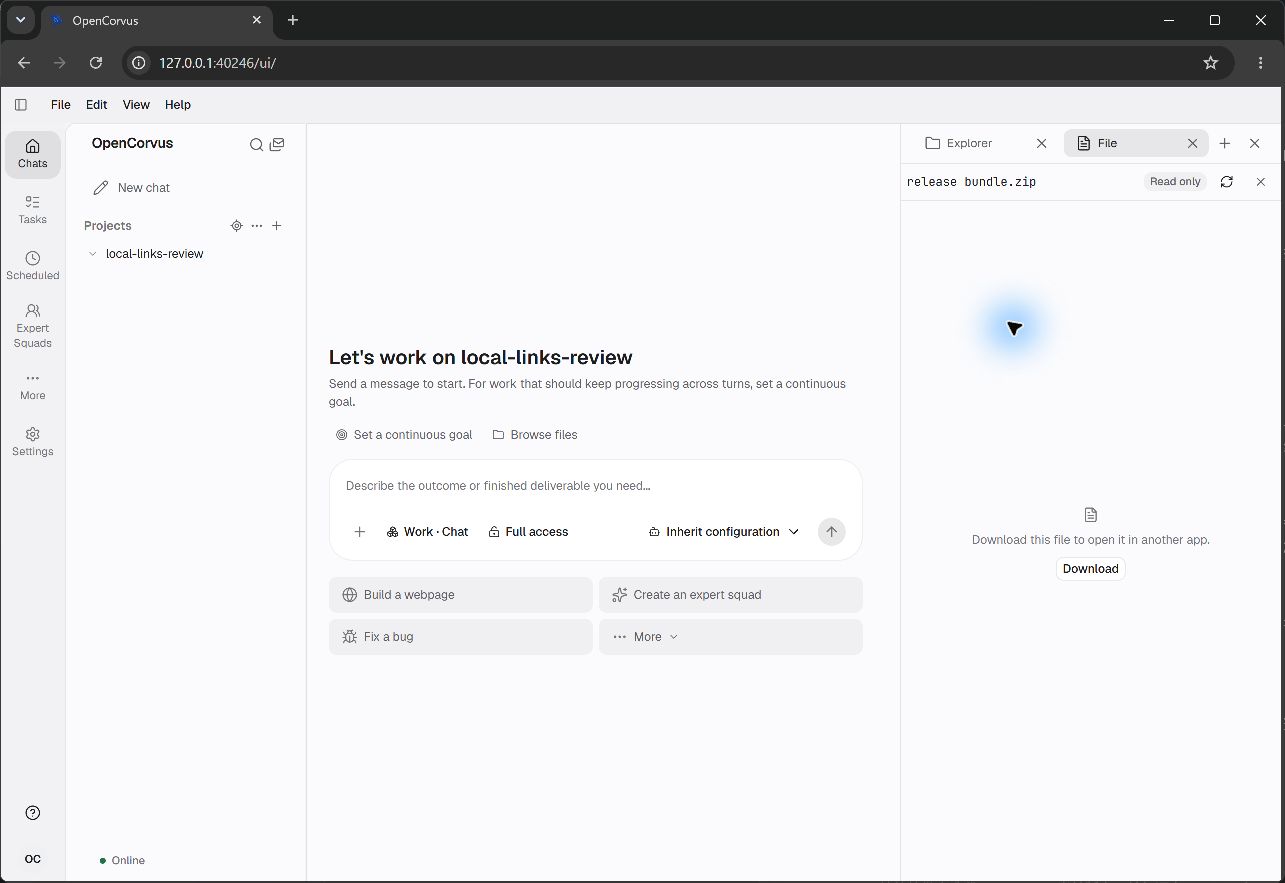 OpenCorvus
127.0.0.1:40246/ui/
File Edit View Help
Chats
Tasks
Scheduled
Expert
Squads
More
Settings
OC
OpenCorvus
New chat
Projects
local-links-review
Online
Let's work on local-links-review
Send a message to start. For work that should keep progressing across turns, set a continuous
goal.
Set a continuous goal Browse files
Describe the outcome or finished deliverable you need...
Work · Chat Full access Inherit configuration
Build a webpage Create an expert squad
Fix a bug More
Explorer File
release bundle.zip Read only
Download this file to open it in another app.
Download